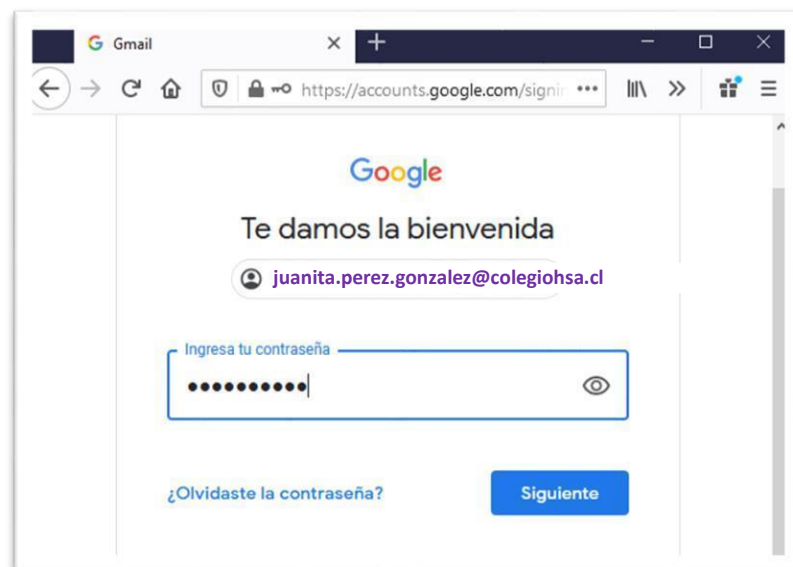 Gmail
https://accounts.google.com/signin
Google
Te damos la bienvenida
juanita.perez.gonzalez@colegiohsa.cl
Ingresa tu contraseña
••••••••••
¿Olvidaste la contraseña?
Siguiente